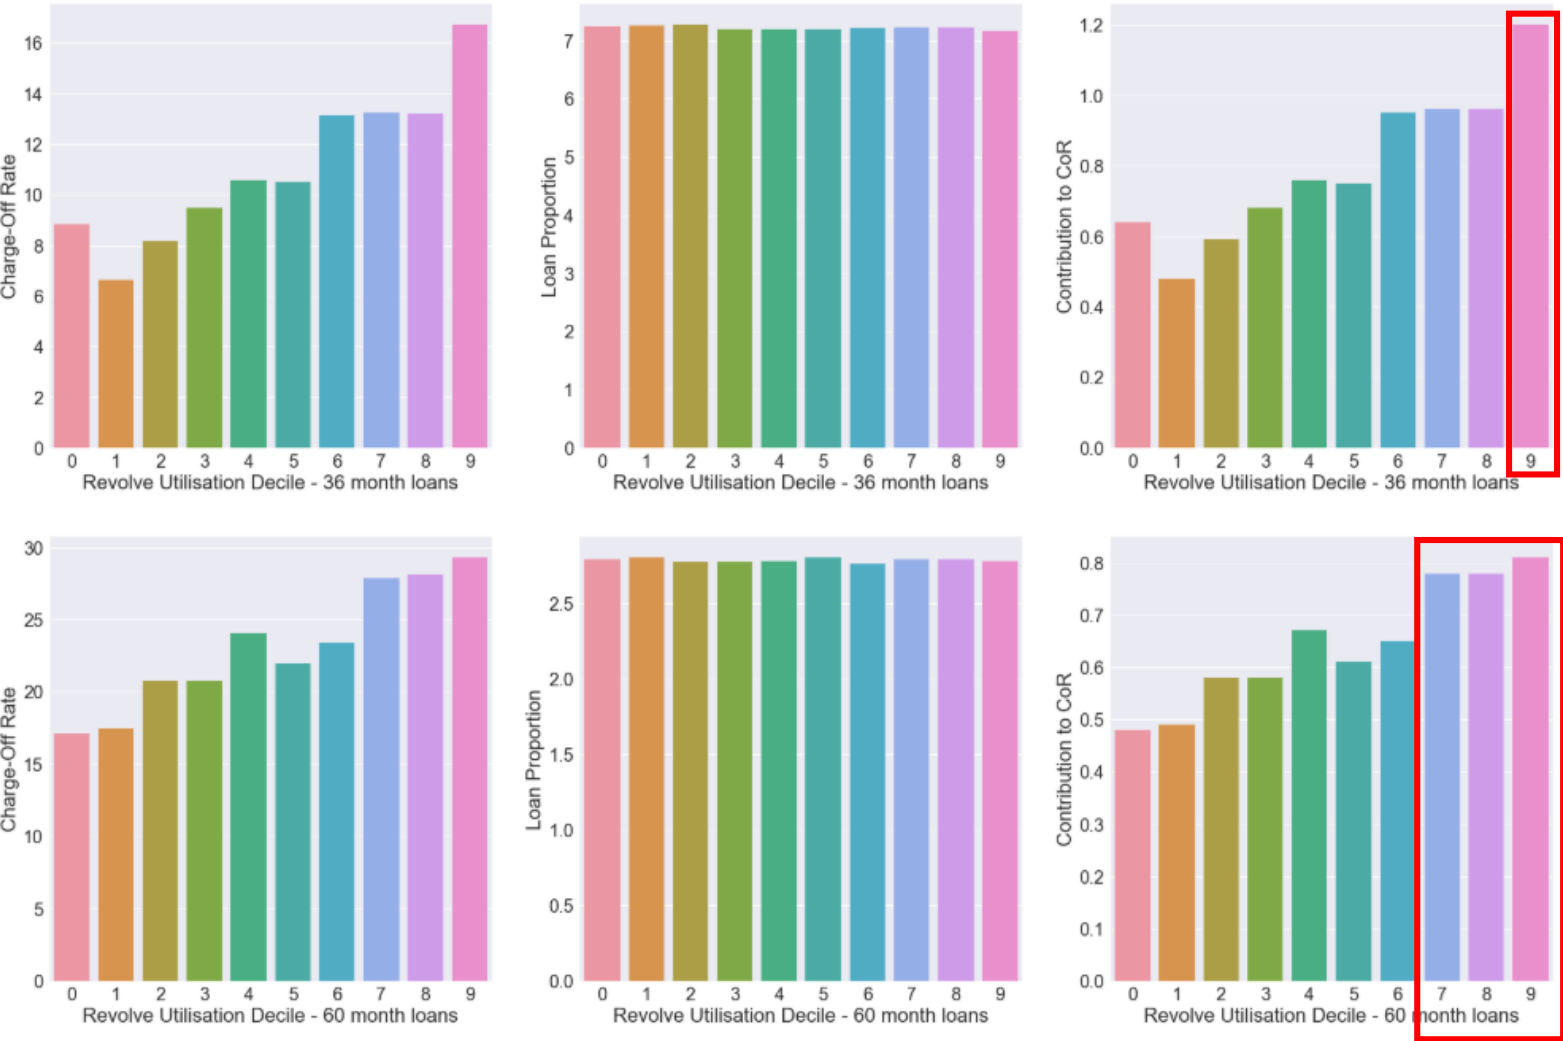 Charge-Off Rate
16
14
12
10
8
6
4
2
0
0 1 2 3 4 5 6 7 8 9
Revolve Utilisation Decile - 36 month loans
Loan Proportion
7
6
5
4
3
2
1
0
0 1 2 3 4 5 6 7 8 9
Revolve Utilisation Decile - 36 month loans
Contribution to CoR
1.2
1.0
0.8
0.6
0.4
0.2
0.0
0 1 2 3 4 5 6 7 8 9
Revolve Utilisation Decile - 36 month loans
Charge-Off Rate
30
25
20
15
10
5
0
0 1 2 3 4 5 6 7 8 9
Revolve Utilisation Decile - 60 month loans
Loan Proportion
2.5
2.0
1.5
1.0
0.5
0.0
0 1 2 3 4 5 6 7 8 9
Revolve Utilisation Decile - 60 month loans
Contribution to CoR
0.8
0.7
0.6
0.5
0.4
0.3
0.2
0.1
0.0
0 1 2 3 4 5 6 7 8 9
Revolve Utilisation Decile - 60 month loans